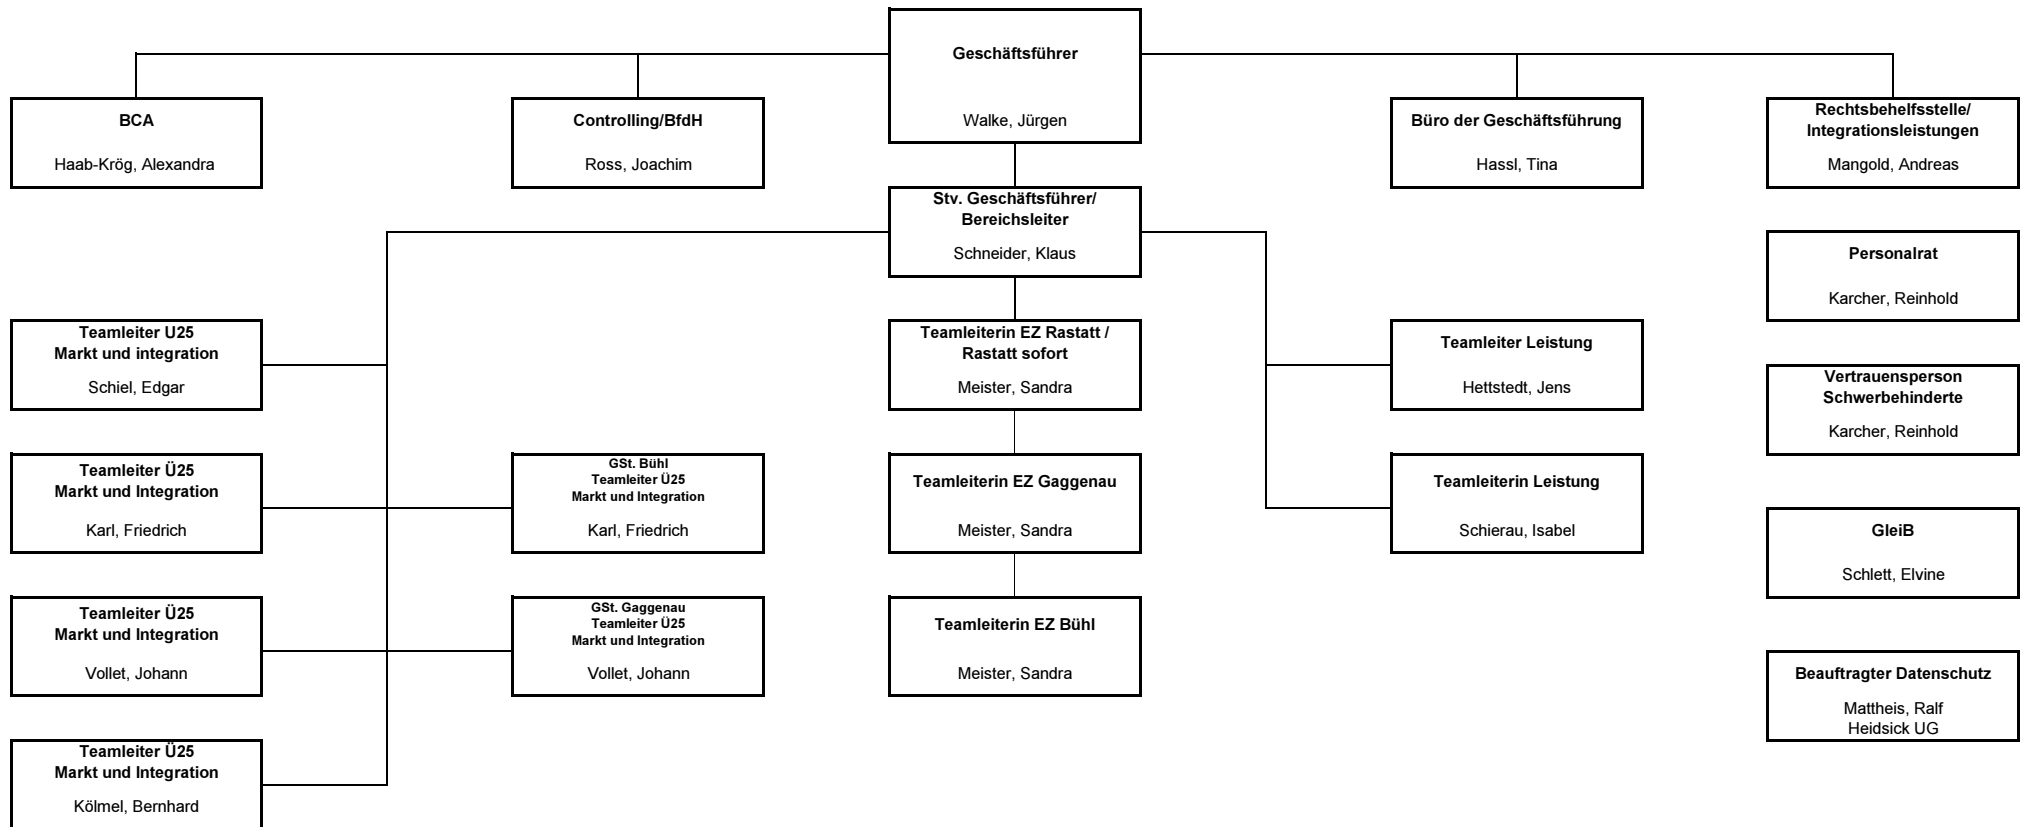 Geschäftsführer
Walke, Jürgen
BCA
Haab-Krög, Alexandra
Controlling/BfdH
Ross, Joachim
Büro der Geschäftsführung
Hassl, Tina
Rechtsbehelfsstelle/
Integrationsleistungen
Mangold, Andreas
Stv. Geschäftsführer/
Bereichsleiter
Schneider, Klaus
Personalrat
Karcher, Reinhold
Teamleiter U25
Markt und integration
Schiel, Edgar
Teamleiterin EZ Rastatt /
Rastatt sofort
Meister, Sandra
Teamleiter Leistung
Hettstedt, Jens
Vertrauensperson
Schwerbehinderte
Karcher, Reinhold
Teamleiter Ü25
Markt und Integration
Karl, Friedrich
GSt. Bühl
Teamleiter Ü25
Markt und Integration
Karl, Friedrich
Teamleiterin EZ Gaggenau
Meister, Sandra
Teamleiterin Leistung
Schierau, Isabel
GleiB
Schlett, Elvine
Teamleiter Ü25
Markt und Integration
Vollet, Johann
GSt. Gaggenau
Teamleiter Ü25
Markt und Integration
Vollet, Johann
Teamleiterin EZ Bühl
Meister, Sandra
Beauftragter Datenschutz
Mattheis, Ralf
Heidsick UG
Teamleiter Ü25
Markt und Integration
Kölmel, Bernhard